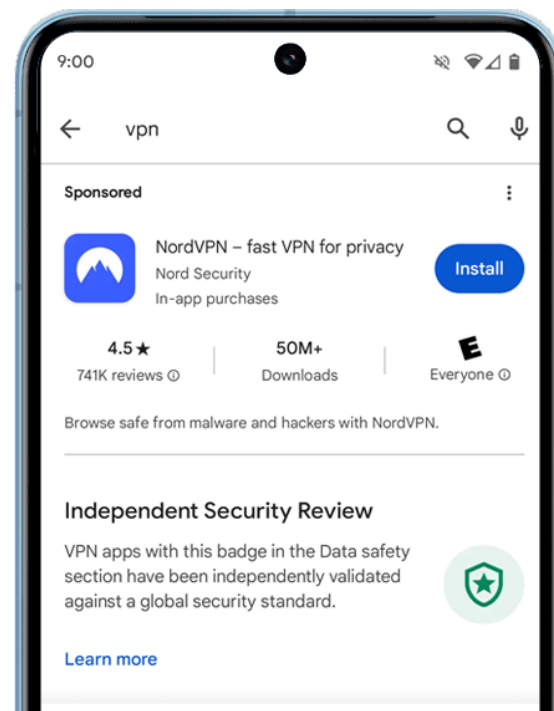 9:00
vpn
Sponsored
NordVPN – fast VPN for privacy
Nord Security
In-app purchases
Install
4.5★
741K reviews
50M+
Downloads
E
Everyone
Browse safe from malware and hackers with NordVPN.
Independent Security Review
VPN apps with this badge in the Data safety
section have been independently validated
against a global security standard.
Learn more